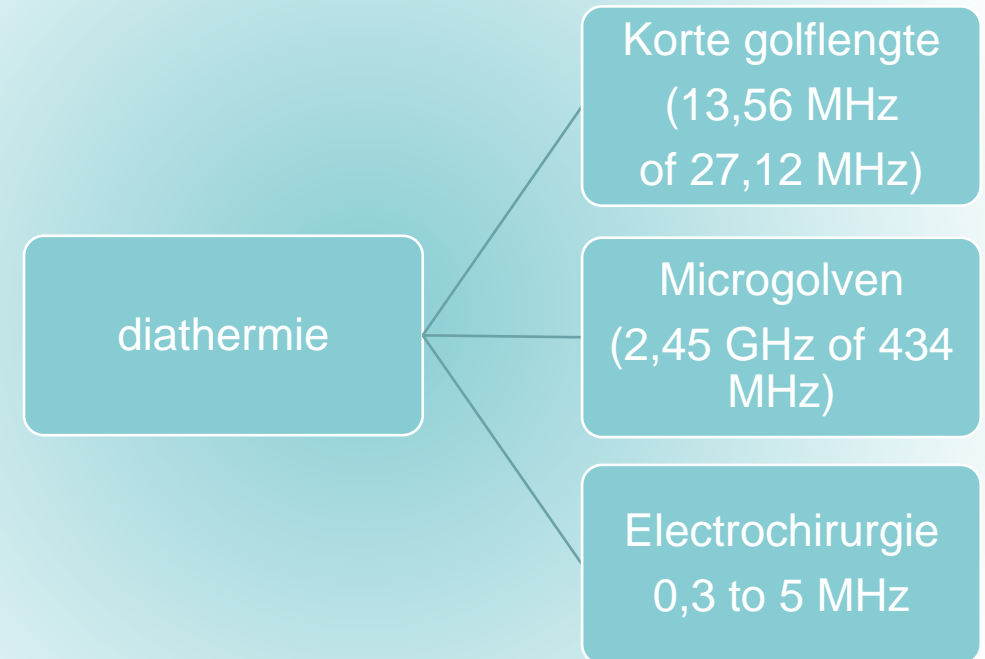 diathermie
Korte golflengte
(13,56 MHz
of 27,12 MHz)
Microgolven
(2,45 GHz of 434
MHz)
Electrochirurgie
0,3 to 5 MHz